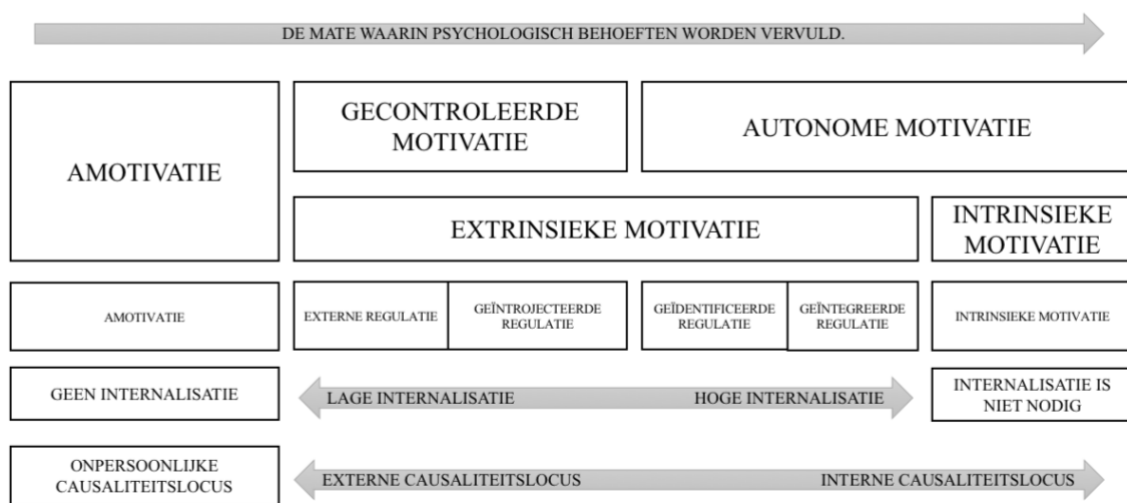 DE MATE WAARIN PSYCHOLOGISCH BEHOEFTEN WORDEN VERVULD.
AMOTIVATIE
GECONTROLEERDE
MOTIVATIE
AUTONOME MOTIVATIE
EXTRINSIEKE MOTIVATIE
INTRINSIEKE
MOTIVATIE
AMOTIVATIE
EXTERNE REGULATIE
GEÏNTROJECTEERDE
REGULATIE
GEÏDENTIFICEERDE
REGULATIE
GEÏNTEGREERDE
REGULATIE
INTRINSIEKE MOTIVATIE
GEEN INTERNALISATIE
LAGE INTERNALISATIE
HOGE INTERNALISATIE
INTERNALISATIE IS
NIET NODIG
ONPERSOONLIJKE
CAUSALITEITSLOCUS
EXTERNE CAUSALITEITSLOCUS
INTERNE CAUSALITEITSLOCUS